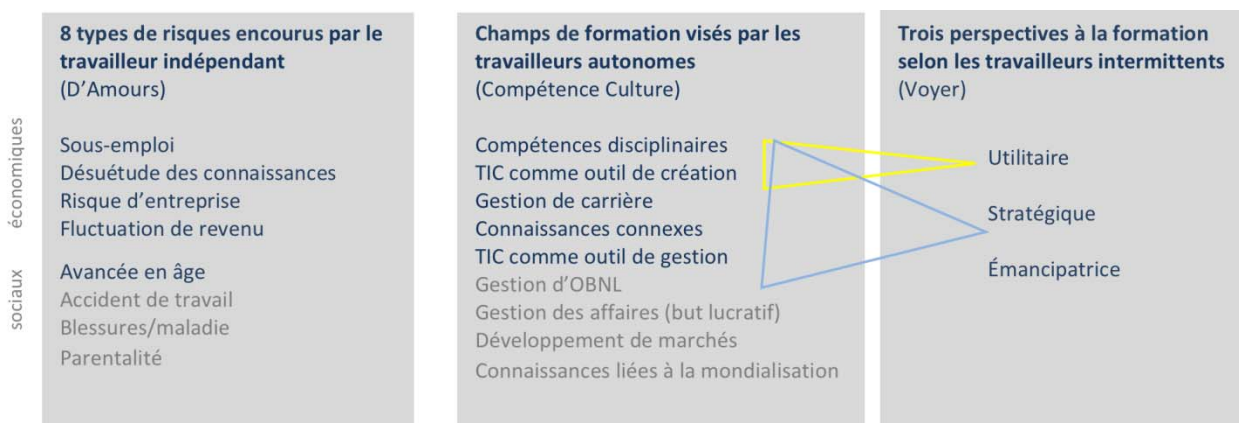 8 types de risques encourus par le
travailleur indépendant
(D'Amours)
économiques
Sous-emploi
Désuétude des connaissances
Risque d'entreprise
Fluctuation de revenu
sociaux
Avancée en âge
Accident de travail
Blessures/maladie
Parentalité
Champs de formation visés par les
travailleurs autonomes
(Compétence Culture)
Compétences disciplinaires
TIC comme outil de création
Gestion de carrière
Connaissances connexes
TIC comme outil de gestion
Gestion d'OBNL
Gestion des affaires (but lucratif)
Développement de marchés
Connaissances liées à la mondialisation
Trois perspectives à la formation
selon les travailleurs intermittents
(Voyer)
Utilitaire
Stratégique
Émancipatrice